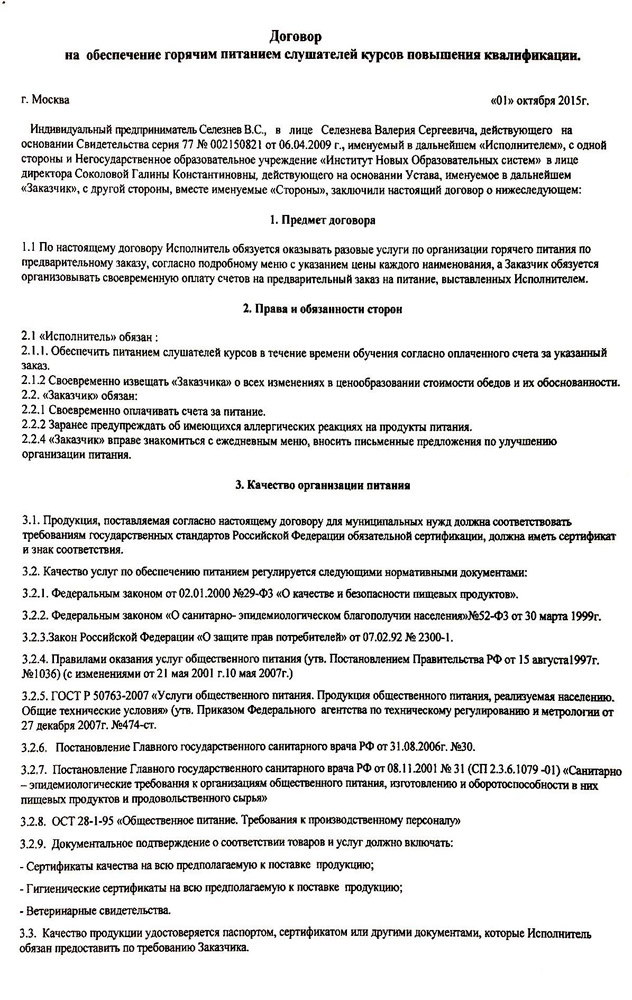 Договор
на обеспечение горячим питанием слушателей курсов повышения квалификации.
г. Москва «01» октября 2015г.
Индивидуальный предприниматель Селезнев В.С., в лице Селезнева Валерия Сергеевича, действующего на
основании Свидетельства серия 77 № 002150821 от 06.04.2009 г., именуемый в дальнейшем «Исполнителем», с одной
стороны и Негосударственное образовательное учреждение «Институт Новых Образовательных систем» в лице
директора Соколовой Галины Константиновны, действующего на основании Устава, именуемое в дальнейшем
«Заказчик», с другой стороны, вместе именуемые «Стороны», заключили настоящий договор о нижеследующем:
1. Предмет договора
1.1 По настоящему договору Исполнитель обязуется оказывать разовые услуги по организации горячего питания по
предварительному заказу, согласно подробному меню с указанием цены каждого наименования, а Заказчик обязуется
организовывать своевременную оплату счетов на предварительный заказ на питание, выставленных Исполнителем.
2. Права и обязанности сторон
2.1 «Исполнитель» обязан :
2.1.1. Обеспечить питанием слушателей курсов в течение времени обучения согласно оплаченного счета за указанный
заказ.
2.1.2 Своевременно извещать «Заказчика» о всех изменениях в ценообразовании стоимости обедов и их обоснованности.
2.2. «Заказчик» обязан:
2.2.1 Своевременно оплачивать счета за питание.
2.2.2 Заранее предупреждать об имеющихся аллергических реакциях на продукты питания.
2.2.4 «Заказчик» вправе знакомиться с ежедневным меню, вносить письменные предложения по улучшению
организации питания.
3. Качество организации питания
3.1. Продукция, поставляемая согласно настоящему договору для муниципальных нужд должна соответствовать
требованиям государственных стандартов Российской Федерации обязательной сертификации, должна иметь сертификат
и знак соответствия.
3.2. Качество услуг по обеспечению питанием регулируется следующими нормативными документами:
3.2.1. Федеральным законом от 02.01.2000 №29-ФЗ «О качестве и безопасности пищевых продуктов».
3.2.2. Федеральным законом «О санитарно- эпидемиологическом благополучии населения»№52-ФЗ от 30 марта 1999г.
3.2.3.Закон Российской Федерации «О защите прав потребителей» от 07.02.92 № 2300-1.
3.2.4. Правилами оказания услуг общественного питания (утв. Постановлением Правительства РФ от 15 августа1997г.
№1036) (с изменениями от 21 мая 2001 г.10 мая 2007г.)
3.2.5. ГОСТ Р 50763-2007 «Услуги общественного питания. Продукция общественного питания, реализуемая населению.
Общие технические условия» (утв. Приказом Федерального агентства по техническому регулированию и метрологии от
27 декабря 2007г. №474-ст.
3.2.6. Постановление Главного государственного санитарного врача РФ от 31.08.2006г. №30.
3.2.7. Постановление Главного государственного санитарного врача РФ от 08.11.2001 № 31 (СП 2.3.6.1079 -01) «Санитарно
– эпидемиологические требования к организациям общественного питания, изготовлению и оборотоспособности в них
пищевых продуктов и продовольственного сырья»
3.2.8. ОСТ 28-1-95 «Общественное питание. Требования к производственному персоналу»
3.2.9. Документальное подтверждение о соответствии товаров и услуг должно включать:
- Сертификаты качества на всю предполагаемую к поставке продукцию;
- Гигиенические сертификаты на всю предполагаемую к поставке продукцию;
- Ветеринарные свидетельства.
3.3. Качество продукции удостоверяется паспортом, сертификатом или другими документами, которые Исполнитель
обязан предоставить по требованию Заказчика.